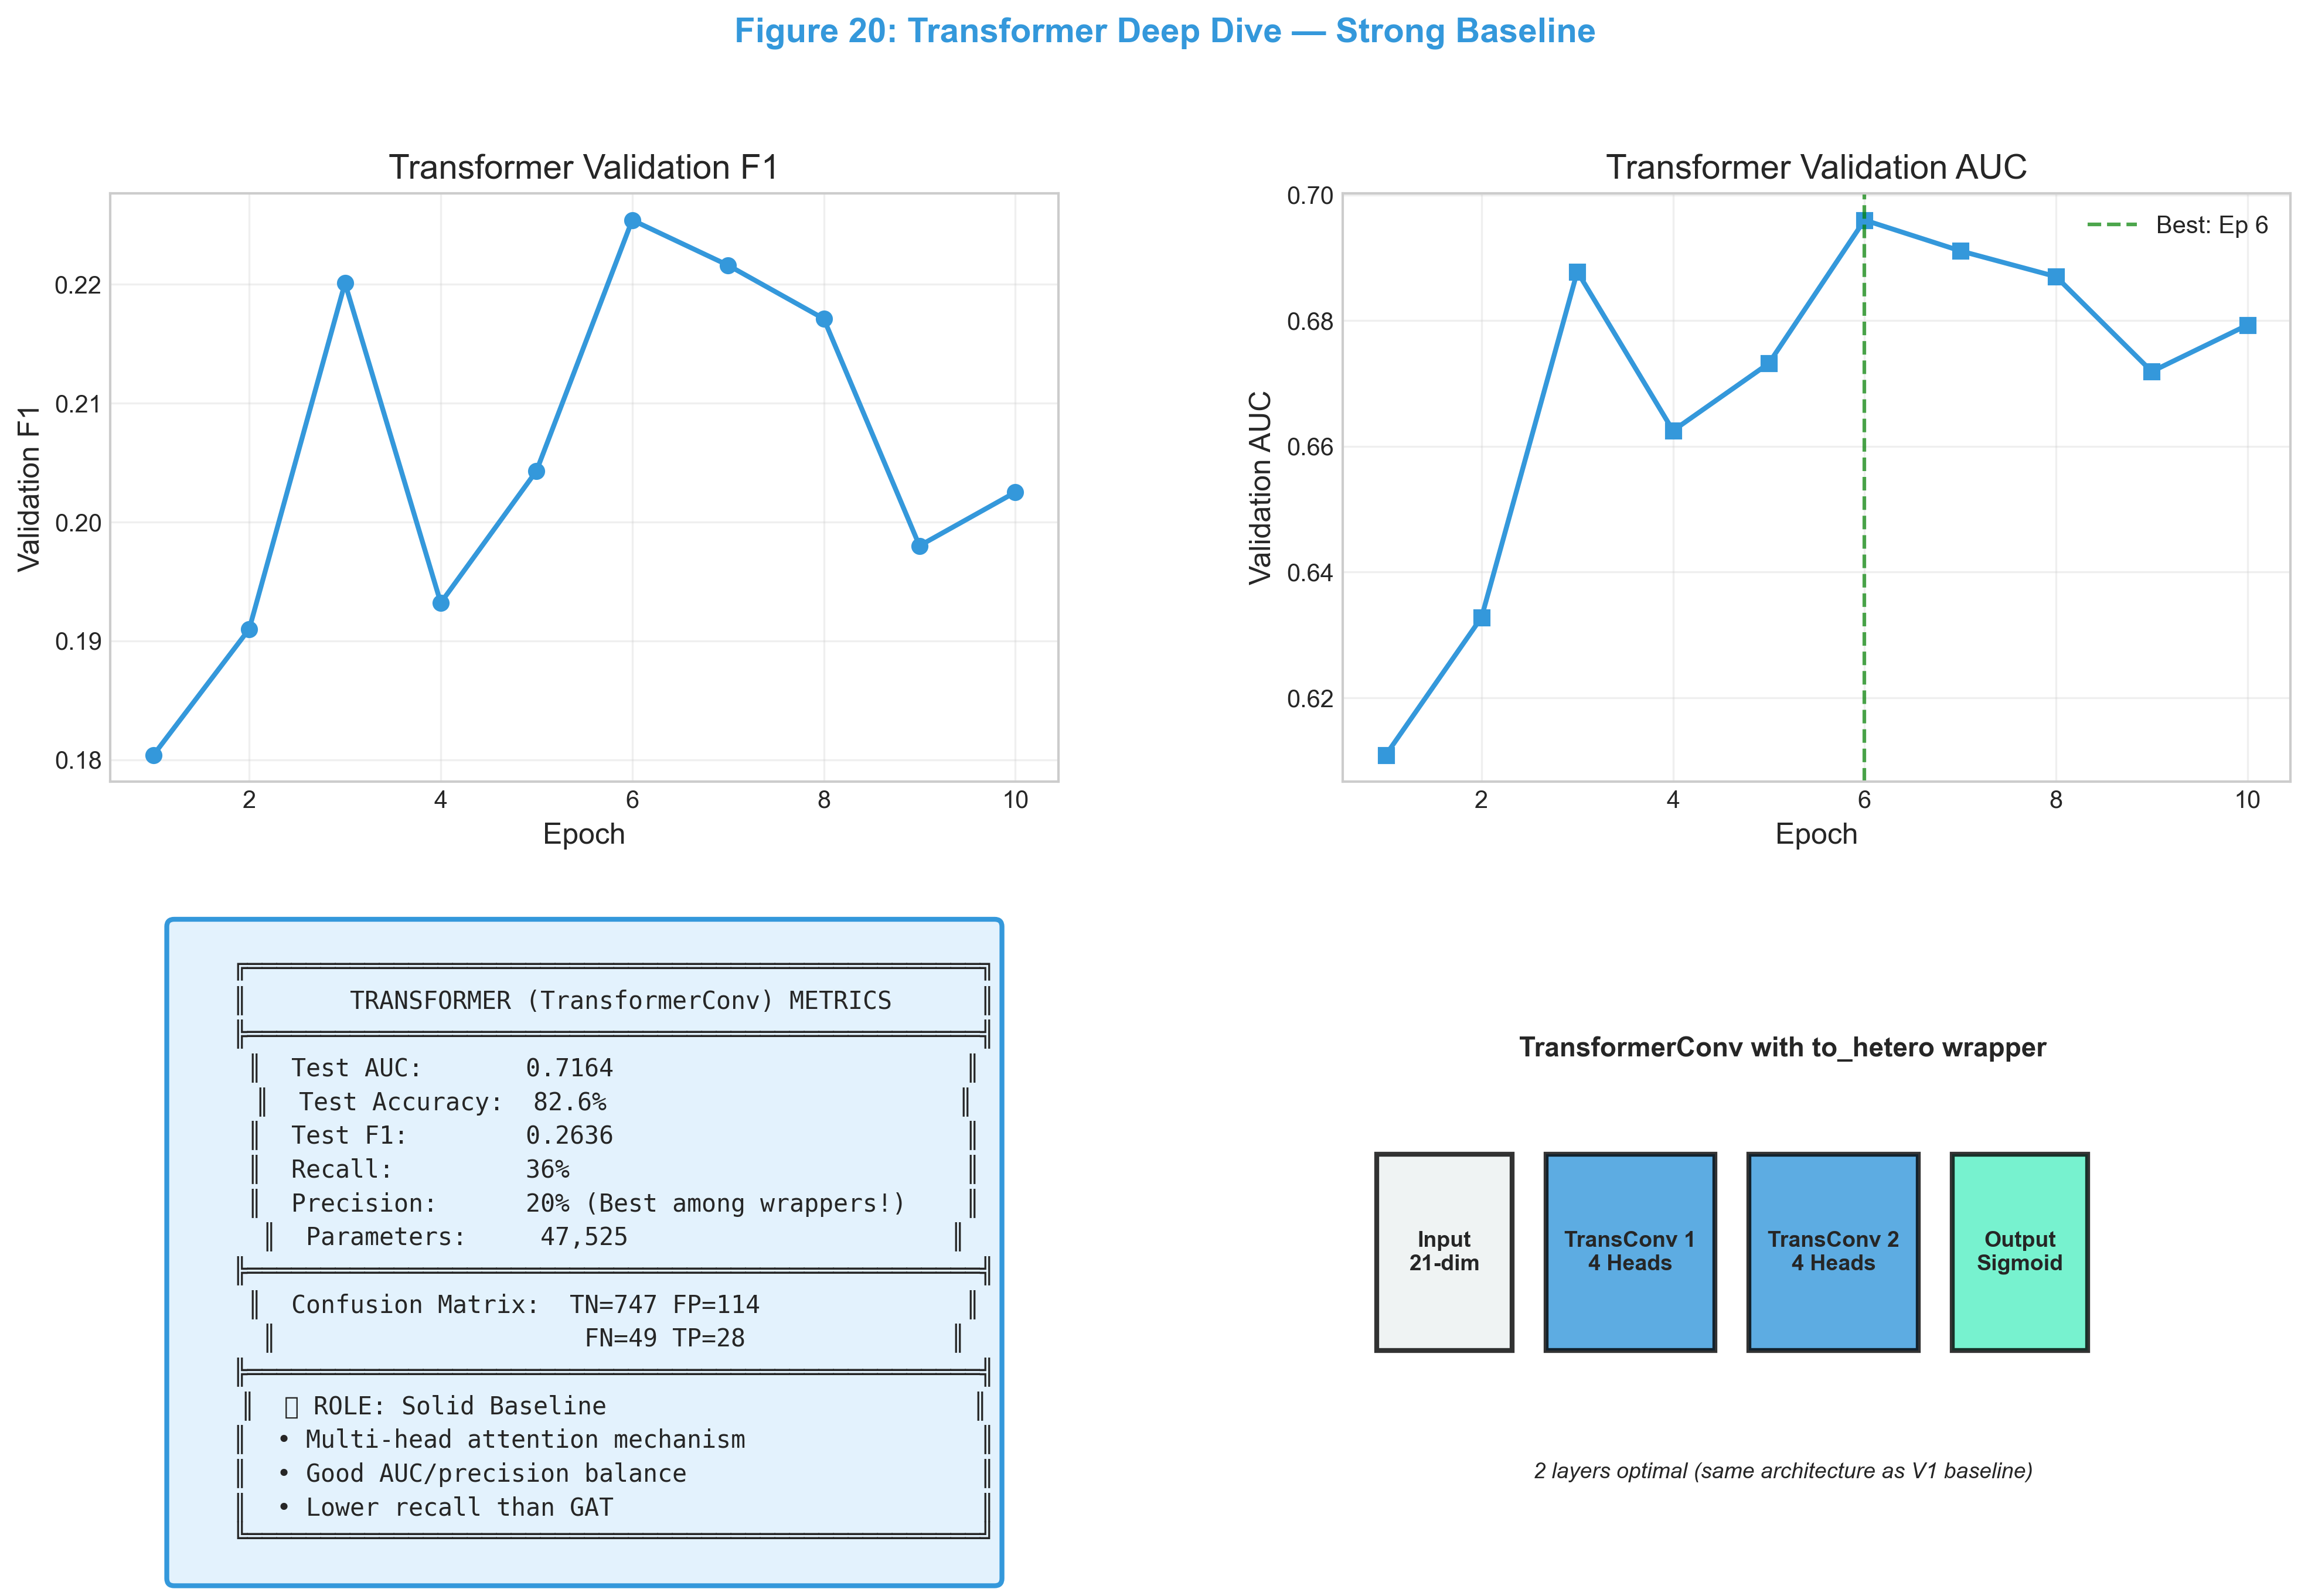 Figure 20: Transformer Deep Dive — Strong Baseline
Transformer Validation F1
Validation F1
0.22
0.21
0.20
0.19
0.18
2 4 6 8 10
Epoch
Transformer Validation AUC
Validation AUC
0.70
0.68
0.66
0.64
0.62
Best: Ep 6
2 4 6 8 10
Epoch
TRANSFORMER (TransformerConv) METRICS
Test AUC: 0.7164
Test Accuracy: 82.6%
Test F1: 0.2636
Recall: 36%
Precision: 20% (Best among wrappers!)
Parameters: 47,525
Confusion Matrix: TN=747 FP=114
FN=49 TP=28
ROLE: Solid Baseline
• Multi-head attention mechanism
• Good AUC/precision balance
• Lower recall than GAT
TransformerConv with to_hetero wrapper
Input
21-dim
TransConv 1
4 Heads
TransConv 2
4 Heads
Output
Sigmoid
2 layers optimal (same architecture as V1 baseline)